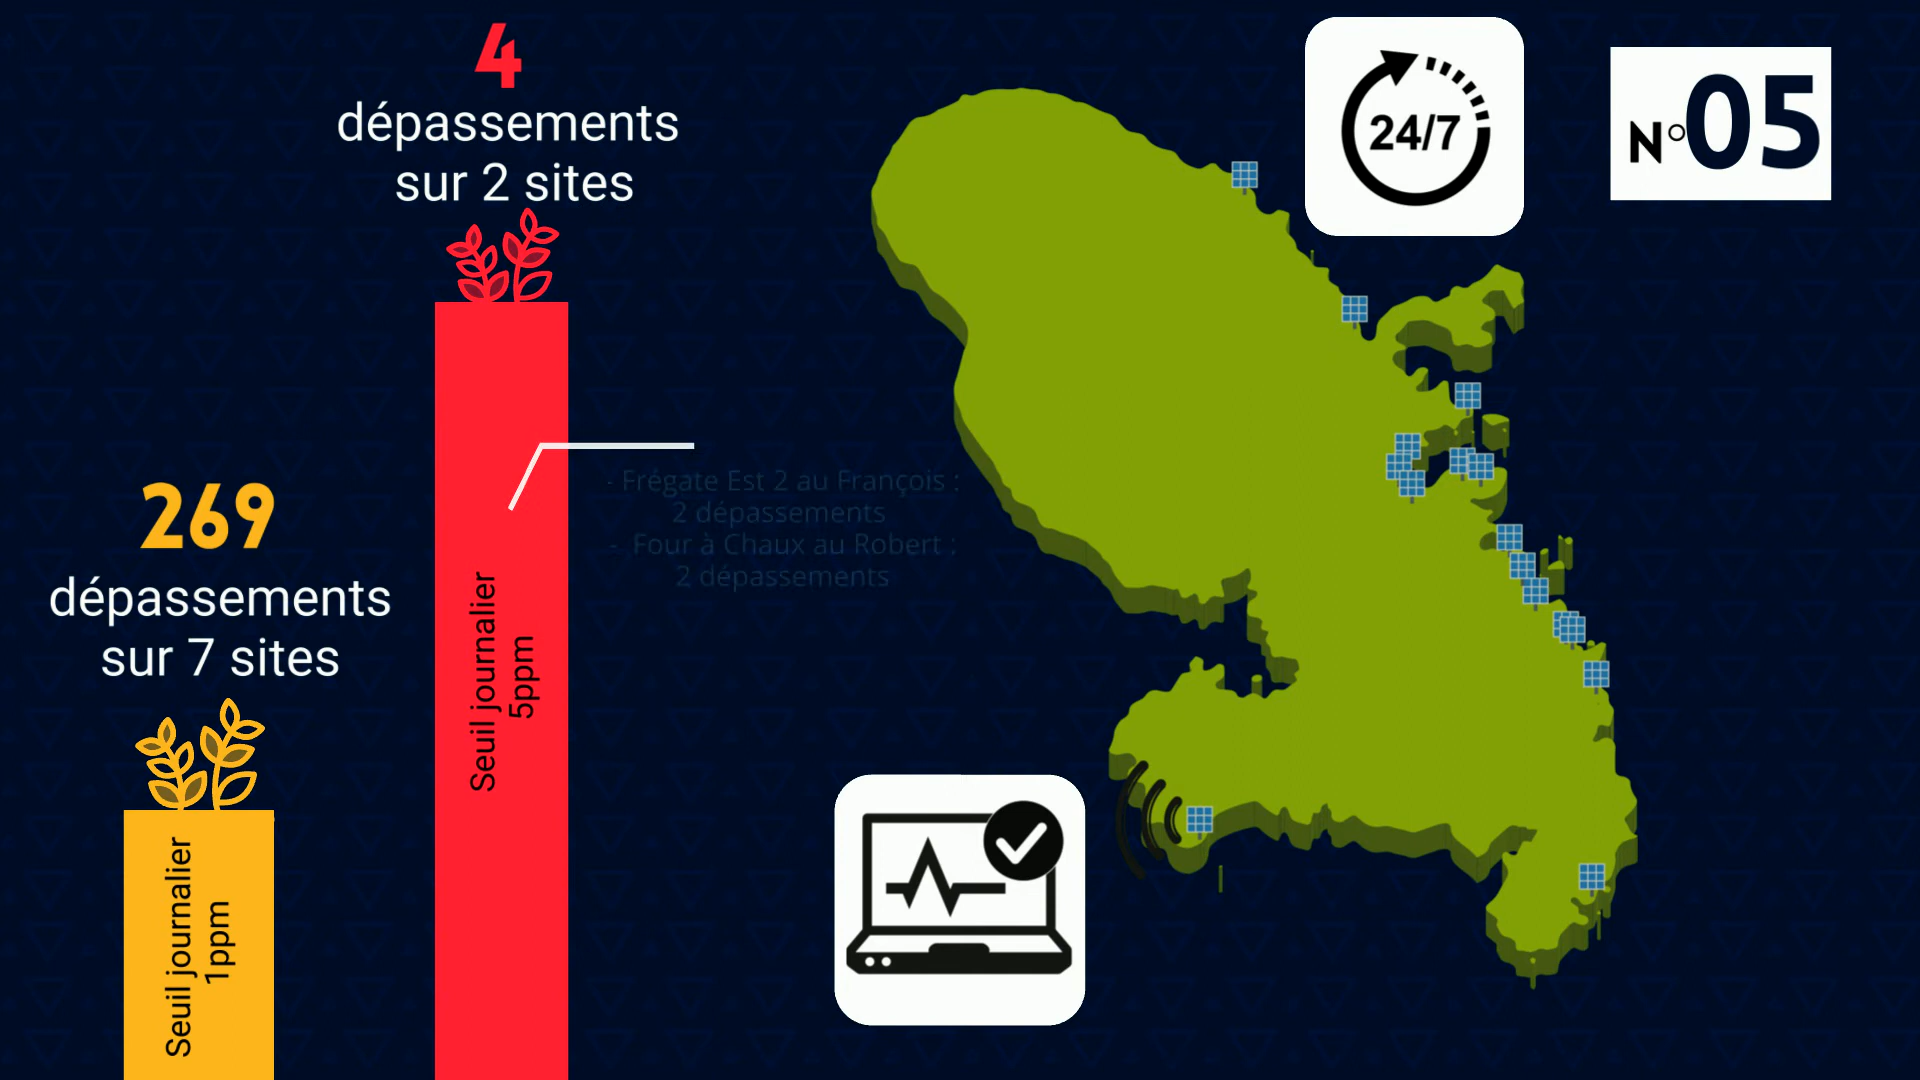 4
dépassements
sur 2 sites
Seuil journalier
5ppm
269
dépassements
sur 7 sites
Seuil journalier
1ppm
- Frégate Est 2 au François :
2 dépassements
- Four à Chaux au Robert :
2 dépassements
24/7
N°05